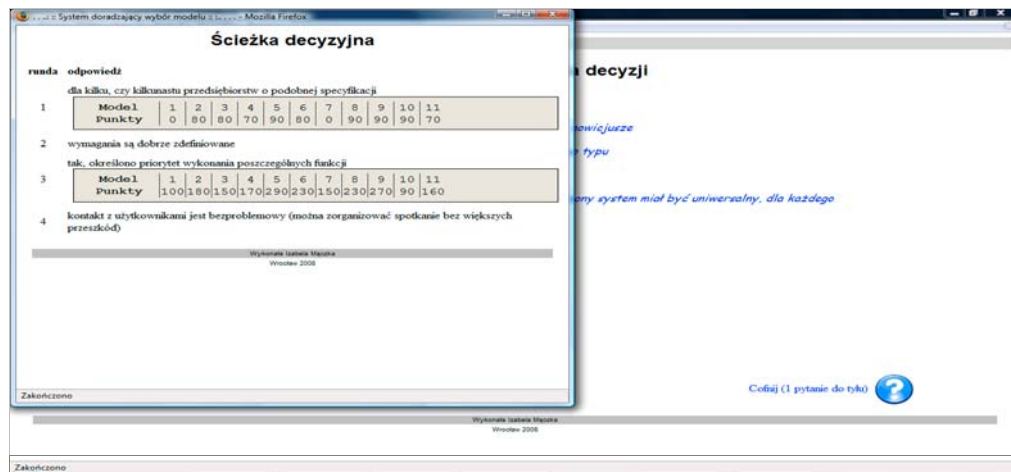 System doradzający wybór modelu - Mozilla Firefox
Ścieżka decyzyjna
runda odpowiedź
dla kilku, czy kilkunastu przedsiębiorstw o podobnej specyfikacji
1
Model 1 2 3 4 5 6 7 8 9 10 11
Punkty 0 80 80 70 90 80 0 90 90 90 70
2 wymagania są dobrze zdefiniowane
tak, określono priorytet wykonania poszczególnych funkcji
3
Model 1 2 3 4 5 6 7 8 9 10 11
Punkty 100 180 150 170 290 230 150 230 270 90 160
4 kontakt z użytkownikami jest bezproblemowy (można zorganizować spotkanie bez większych
przeszkód)
Wykonała Izabela
Wrocław 2008
Zakończono
decyzji
nowicjusze
typu
ony system miał być uniwersalny, dla każdego
Cofnij (1 pytanie do tyłu)
Wykonała Izabela
Wrocław 2008
Zakończono